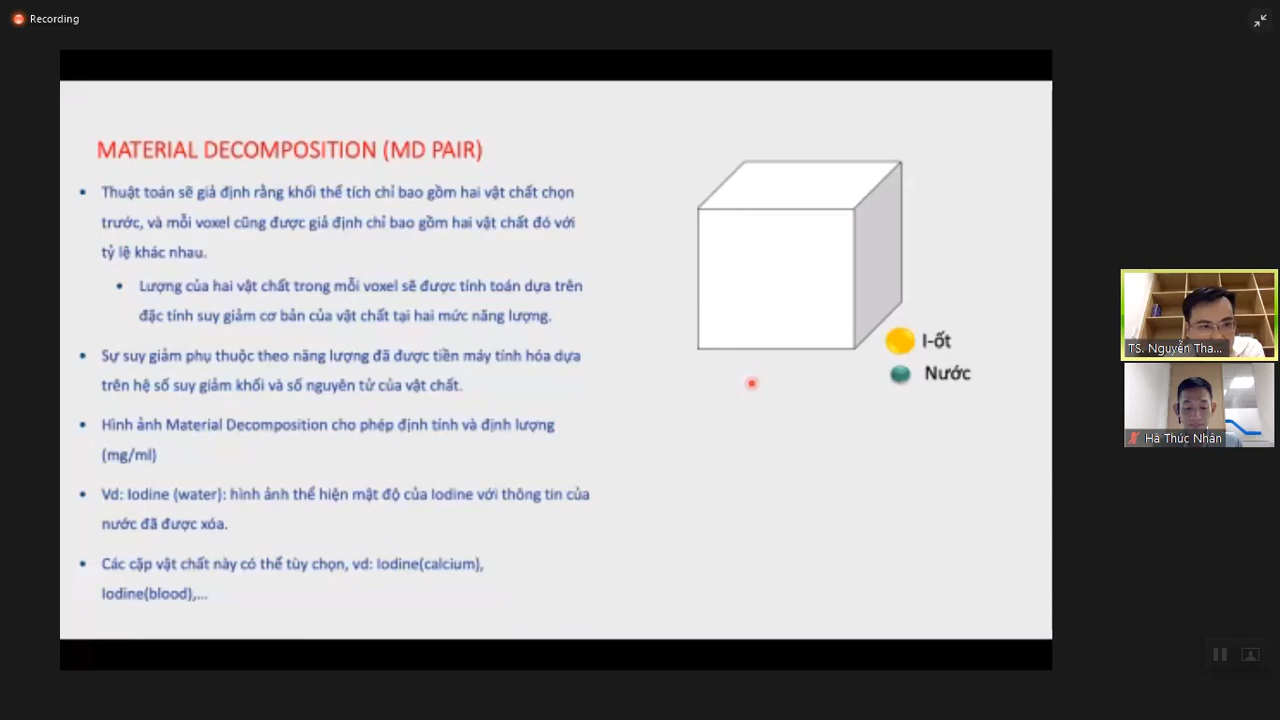 Recording
MATERIAL DECOMPOSITION (MD PAIR)
• Thuật toán sẽ giả định rằng khối thể tích chỉ bao gồm hai vật chất chọn
trước, và mỗi voxel cũng được giả định chỉ bao gồm hai vật chất đó với
tỷ lệ khác nhau.
• Lượng của hai vật chất trong mỗi voxel sẽ được tính toán dựa trên
đặc tính suy giảm cơ bản của vật chất tại hai mức năng lượng.
• Sự suy giảm phụ thuộc theo năng lượng đã được tiền máy tính hóa dựa
trên hệ số suy giảm khối và số nguyên tử của vật chất.
• Hình ảnh Material Decomposition cho phép định tính và định lượng
(mg/ml)
• Vd: Iodine (water): hình ảnh thể hiện mật độ của Iodine với thông tin của
nước đã được xóa.
• Các cặp vật chất này có thể tùy chọn, vd: Iodine(calcium),
Iodine(blood),...
I-ốt
Nước
TS. Nguyễn Tha...
Hà Thúc Nhân